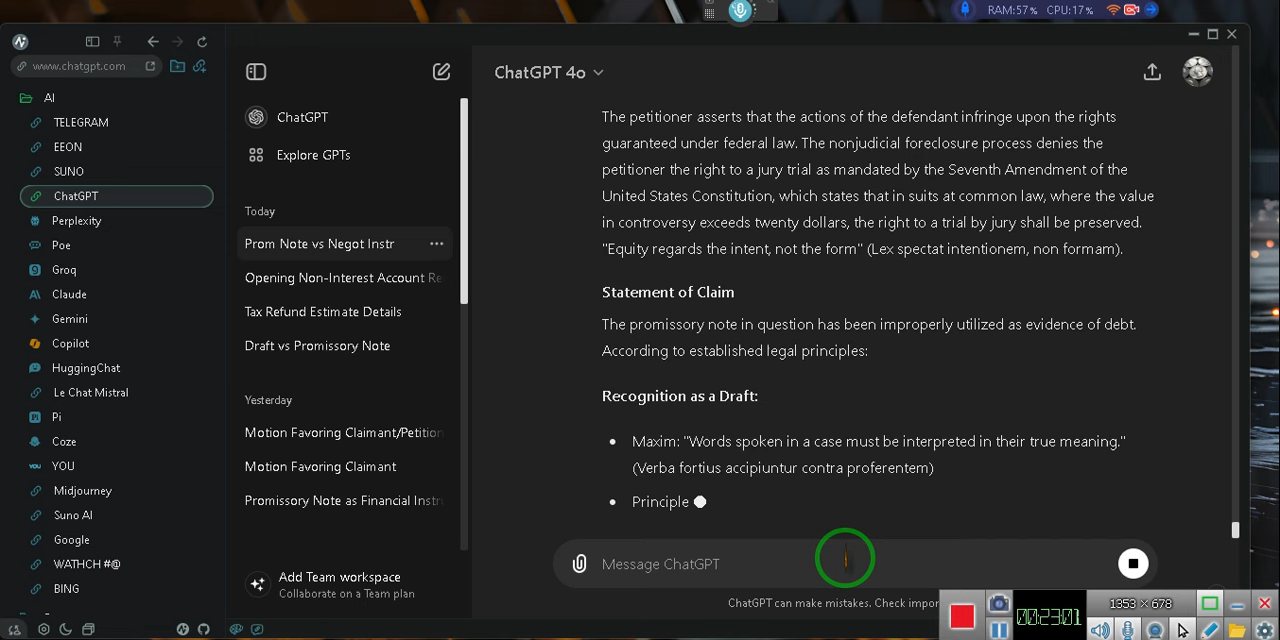 RAM:57% CPU:17%
www.chatgpt.com
AI
TELEGRAM
EEON
SUNO
ChatGPT
Perplexity
Poe
Groq
Claude
Gemini
Copilot
HuggingChat
Le Chat Mistral
Pi
Coze
YOU
Midjourney
Suno AI
Google
WATHCH #@
BING
ChatGPT
Explore GPTs
Today
Prom Note vs Negot Instr
Opening Non-Interest Account Re
Tax Refund Estimate Details
Draft vs Promissory Note
Yesterday
Motion Favoring Claimant/Petition
Motion Favoring Claimant
Promissory Note as Financial Instr
Add Team workspace
Collaborate on a Team plan
ChatGPT 4o
The petitioner asserts that the actions of the defendant infringe upon the rights
guaranteed under federal law. The nonjudicial foreclosure process denies the
petitioner the right to a jury trial as mandated by the Seventh Amendment of the
United States Constitution, which states that in suits at common law, where the value
in controversy exceeds twenty dollars, the right to a trial by jury shall be preserved.
"Equity regards the intent, not the form" (Lex spectat intentionem, non formam).
Statement of Claim
The promissory note in question has been improperly utilized as evidence of debt.
According to established legal principles:
Recognition as a Draft:
• Maxim: "Words spoken in a case must be interpreted in their true meaning."
(Verba fortius accipiuntur contra proferentem)
• Principle
Message ChatGPT
ChatGPT can make mistakes. Check impor
00:23:01
1353 × 678